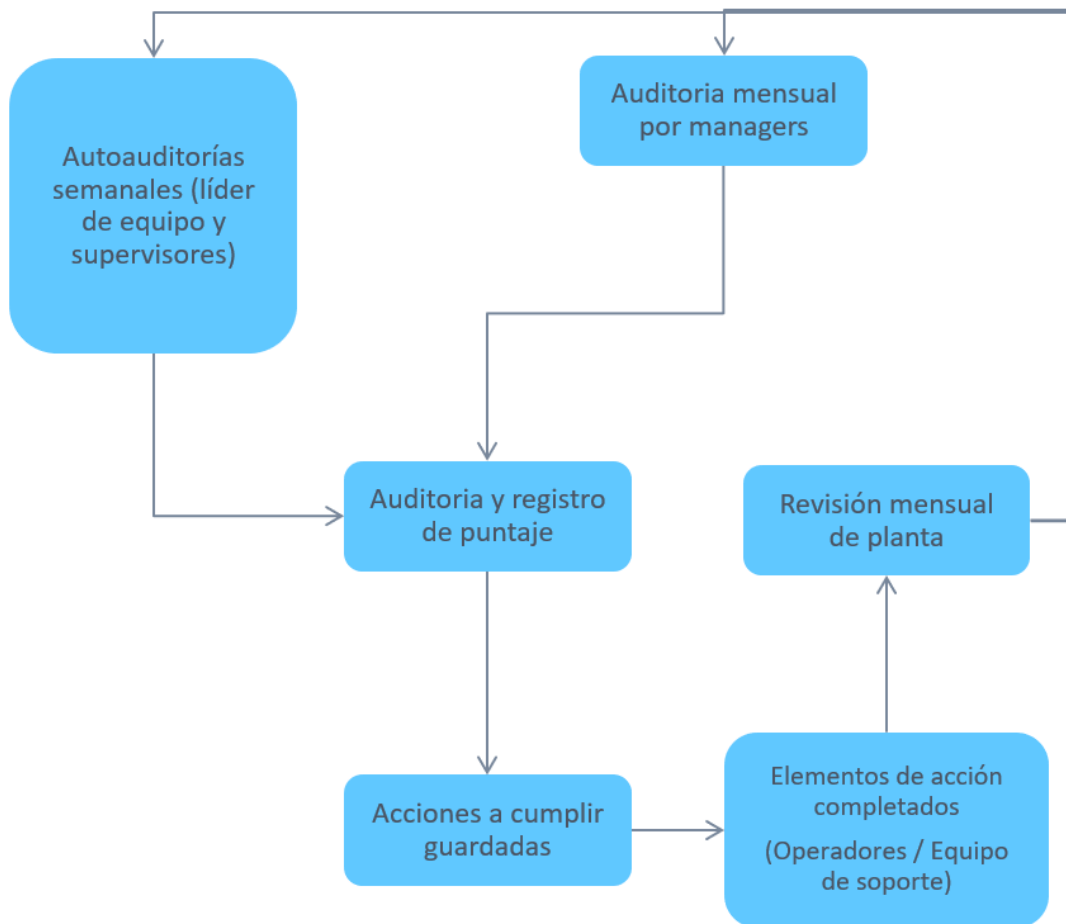 Autoauditorías
semanales (líder
de equipo y
supervisores)
Auditoria mensual
por managers
Auditoria y registro
de puntaje
Revisión mensual
de planta
Acciones a cumplir
guardadas
Elementos de acción
completados
(Operadores / Equipo
de soporte)